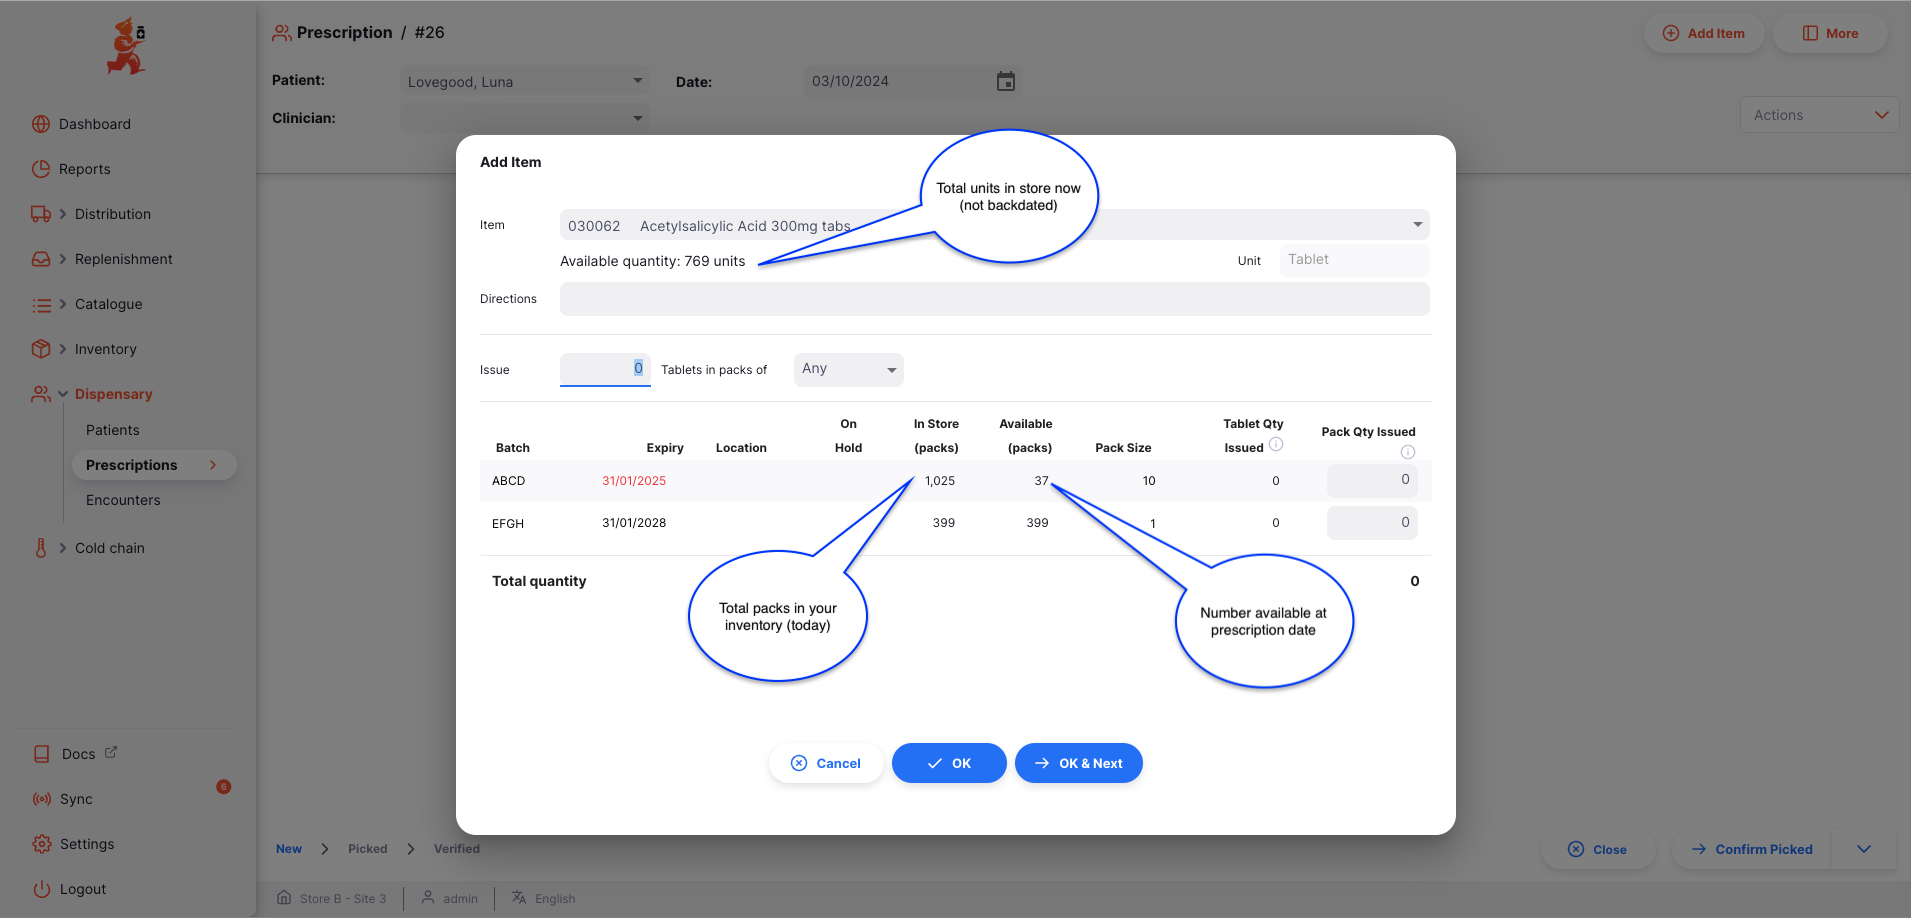 Prescription / #26
Add Item
More
Patient:
Lovegood, Luna
Date:
03/10/2024
Clinician:
Actions
Dashboard
Reports
Distribution
Replenishment
Catalogue
Inventory
Dispensary
Patients
Prescriptions
Encounters
Cold chain
Docs
Sync
6
Settings
Logout
Add Item
Total units in store now
(not backdated)
Item
030062 Acetylsalicylic Acid 300mg tabs
Available quantity: 769 units
Unit
Tablet
Directions
Issue
0
Tablets in packs of
Any
Batch
Expiry
Location
On
Hold
In Store
(packs)
Available
(packs)
Pack Size
Tablet Qty
Issued
Pack Qty Issued
ABCD 31/01/2025 1,025 37 10 0 0
EFGH 31/01/2028 399 399 1 0 0
Total quantity 0
Total packs in your
inventory (today)
Number available at
prescription date
Cancel
OK
OK & Next
New
Picked
Verified
Close
Confirm Picked
Store B - Site 3
admin
English